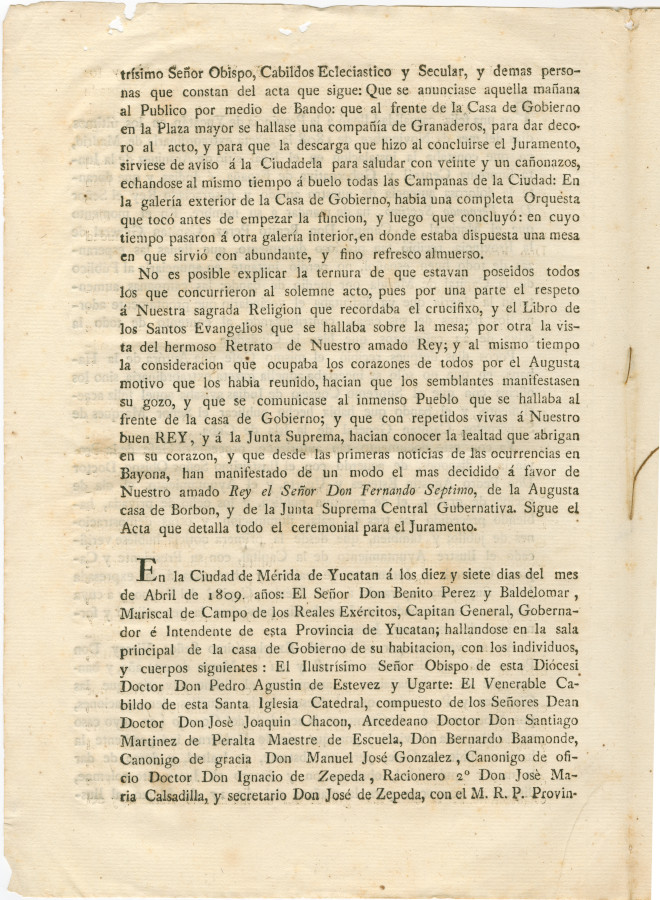 trísimo Señor Obispo, Cabildos Ecleciastico y Secular, y demas perso-
nas que constan del acta que sigue: Que se anunciase aquella mañana
al Publico por medio de Bando: que al frente de la Casa de Gobierno
en la Plaza mayor se hallase una compañía de Granaderos, para dar deco-
ro al acto, y para que la descarga que hizo al concluirse el Juramento,
sirviese de aviso á la Ciudadela para saludar con veinte y un cañonazos,
echandose al mismo tiempo á buelo todas las Campanas de la Ciudad: En
la galería exterior de la Casa de Gobierno, habia una completa Orquésta
que tocó antes de empezar la funcion, y luego que concluyó: en cuyo
tiempo pasaron á otra galería interior, en donde estaba dispuesta una mesa
en que sirvió con abundante, y fino refresco almuerso.
No es posible explicar la ternura de que estavan poseidos todos
los que concurrieron al solemne acto, pues por una parte el respeto
á Nuestra sagrada Religion que recordaba el crucifixo, y el Libro de
los Santos Evangelios que se hallaba sobre la mesa; por otra la vis-
ta del hermoso Retrato de Nuestro amado Rey; y al mismo tiempo
la consideracion que ocupaba los corazones de todos por el Augusta
motivo que los habia reunido, hacian que los semblantes manifestasen
su gozo, y que se comunicase al inmenso Pueblo que se hallaba al
frente de la casa de Gobierno; y que con repetidos vivas á Nuestro
buen REY, y á la Junta Suprema, hacian conocer la lealtad que abrigan
en su corazon, y que desde las primeras noticias de las ocurrencias en
Bayona, han manifestado de un modo el mas decidido á favor de
Nuestro amado Rey el Señor Don Fernando Septimo, de la Augusta
casa de Borbon, y de la Junta Suprema Central Gubernativa. Sigue el
Acta que detalla todo el ceremonial para el Juramento.
En la Ciudad de Mérida de Yucatan á los diez y siete dias del mes
de Abril de 1809. años: El Señor Don Benito Perez y Baldelomar,
Mariscal de Campo de los Reales Exércitos, Capitan General, Goberna-
dor é Intendente de esta Provincia de Yucatan; hallandose en la sala
principal de la casa de Gobierno de su habitacion, con los individuos,
y cuerpos siguientes: El Ilustrísimo Señor Obispo de esta Diócesi
Doctor Don Pedro Agustin de Estevez y Ugarte: El Venerable Ca-
bildo de esta Santa Iglesia Catedral, compuesto de los Señores Dean
Doctor Don Josè Joaquin Chacon, Arcedeano Doctor Don Santiago
Martinez de Peralta Maestre de Escuela, Don Bernardo Baamonde,
Canonigo de gracia Don Manuel José Gonzalez, Canonigo de ofi-
cio Doctor Don Ignacio de Zepeda, Racionero 2º Don Josè Ma-
ria Calsadilla, y secretario Don José de Zepeda, con el M. R. P. Provin-